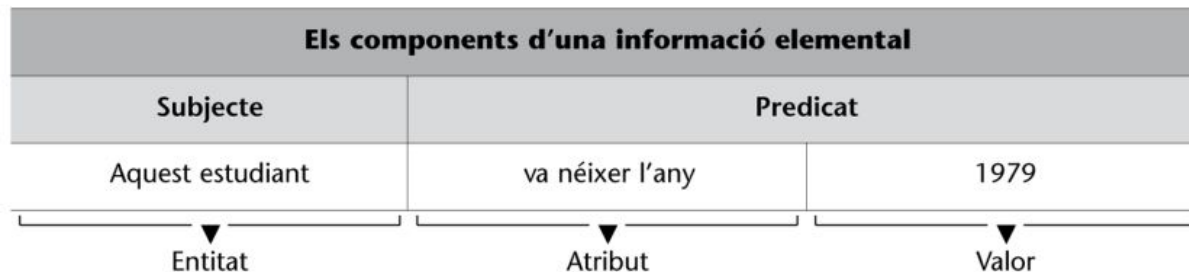 Els components d'una informació elemental
Subjecte Predicat
Aquest estudiant va néixer l'any 1979
Entitat Atribut Valor